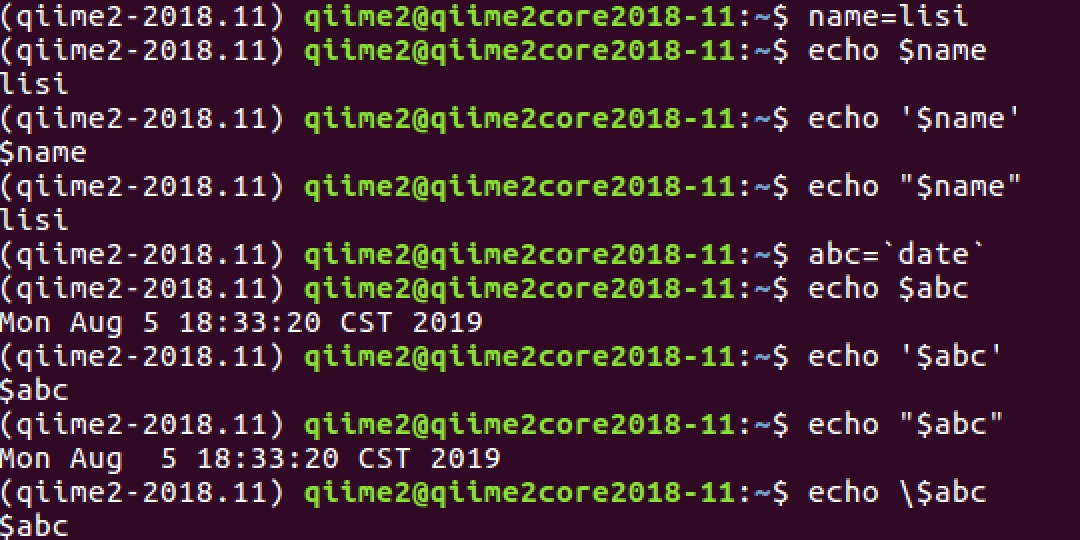 (qiime2-2018.11) qiime2@qiime2core2018-11:~$ name=lisi
(qiime2-2018.11) qiime2@qiime2core2018-11:~$ echo $name
lisi
(qiime2-2018.11) qiime2@qiime2core2018-11:~$ echo '$name'
$name
(qiime2-2018.11) qiime2@qiime2core2018-11:~$ echo "$name"
lisi
(qiime2-2018.11) qiime2@qiime2core2018-11:~$ abc=`date`
(qiime2-2018.11) qiime2@qiime2core2018-11:~$ echo $abc
Mon Aug 5 18:33:20 CST 2019
(qiime2-2018.11) qiime2@qiime2core2018-11:~$ echo '$abc'
$abc
(qiime2-2018.11) qiime2@qiime2core2018-11:~$ echo "$abc"
Mon Aug  5 18:33:20 CST 2019
(qiime2-2018.11) qiime2@qiime2core2018-11:~$ echo \$abc
$abc